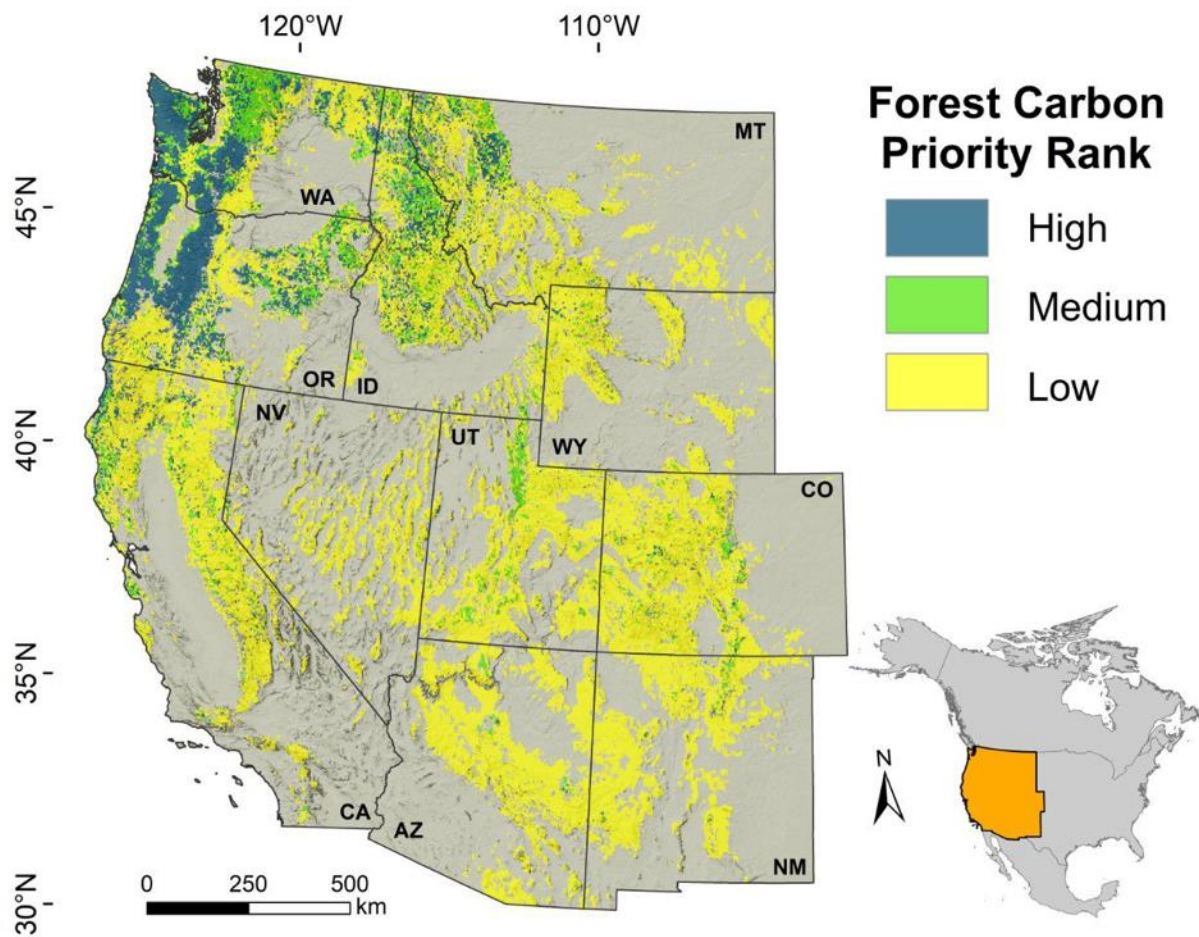 120°W
110°W
45°N
40°N
35°N
30°N
MT
WA
OR
ID
NV
UT
WY
CO
CA
AZ
NM
0
250
500
km
Forest Carbon
Priority Rank
High
Medium
Low
N